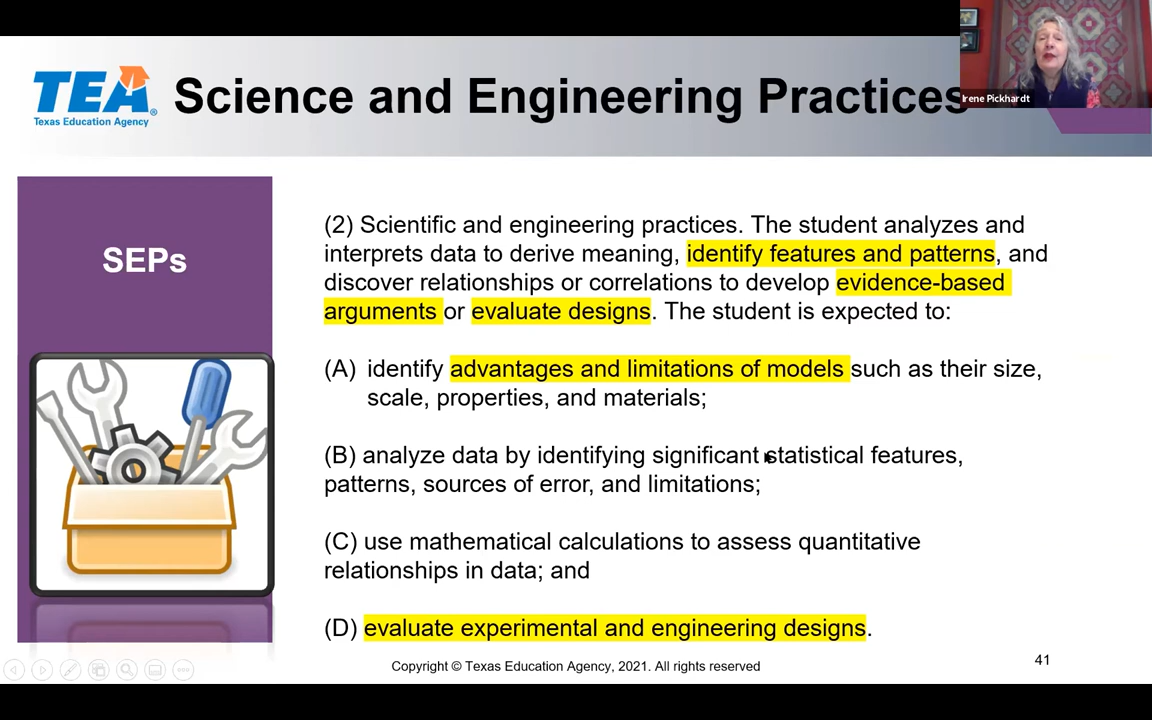 TEA®
Texas Education Agency
Science and Engineering Practices
Irene Pickhardt
SEPs
(2) Scientific and engineering practices. The student analyzes and
interprets data to derive meaning, identify features and patterns, and
discover relationships or correlations to develop evidence-based
arguments or evaluate designs. The student is expected to:
(A) identify advantages and limitations of models such as their size,
scale, properties, and materials;
(B) analyze data by identifying significant statistical features,
patterns, sources of error, and limitations;
(C) use mathematical calculations to assess quantitative
relationships in data; and
(D) evaluate experimental and engineering designs.
Copyright © Texas Education Agency, 2021. All rights reserved
41